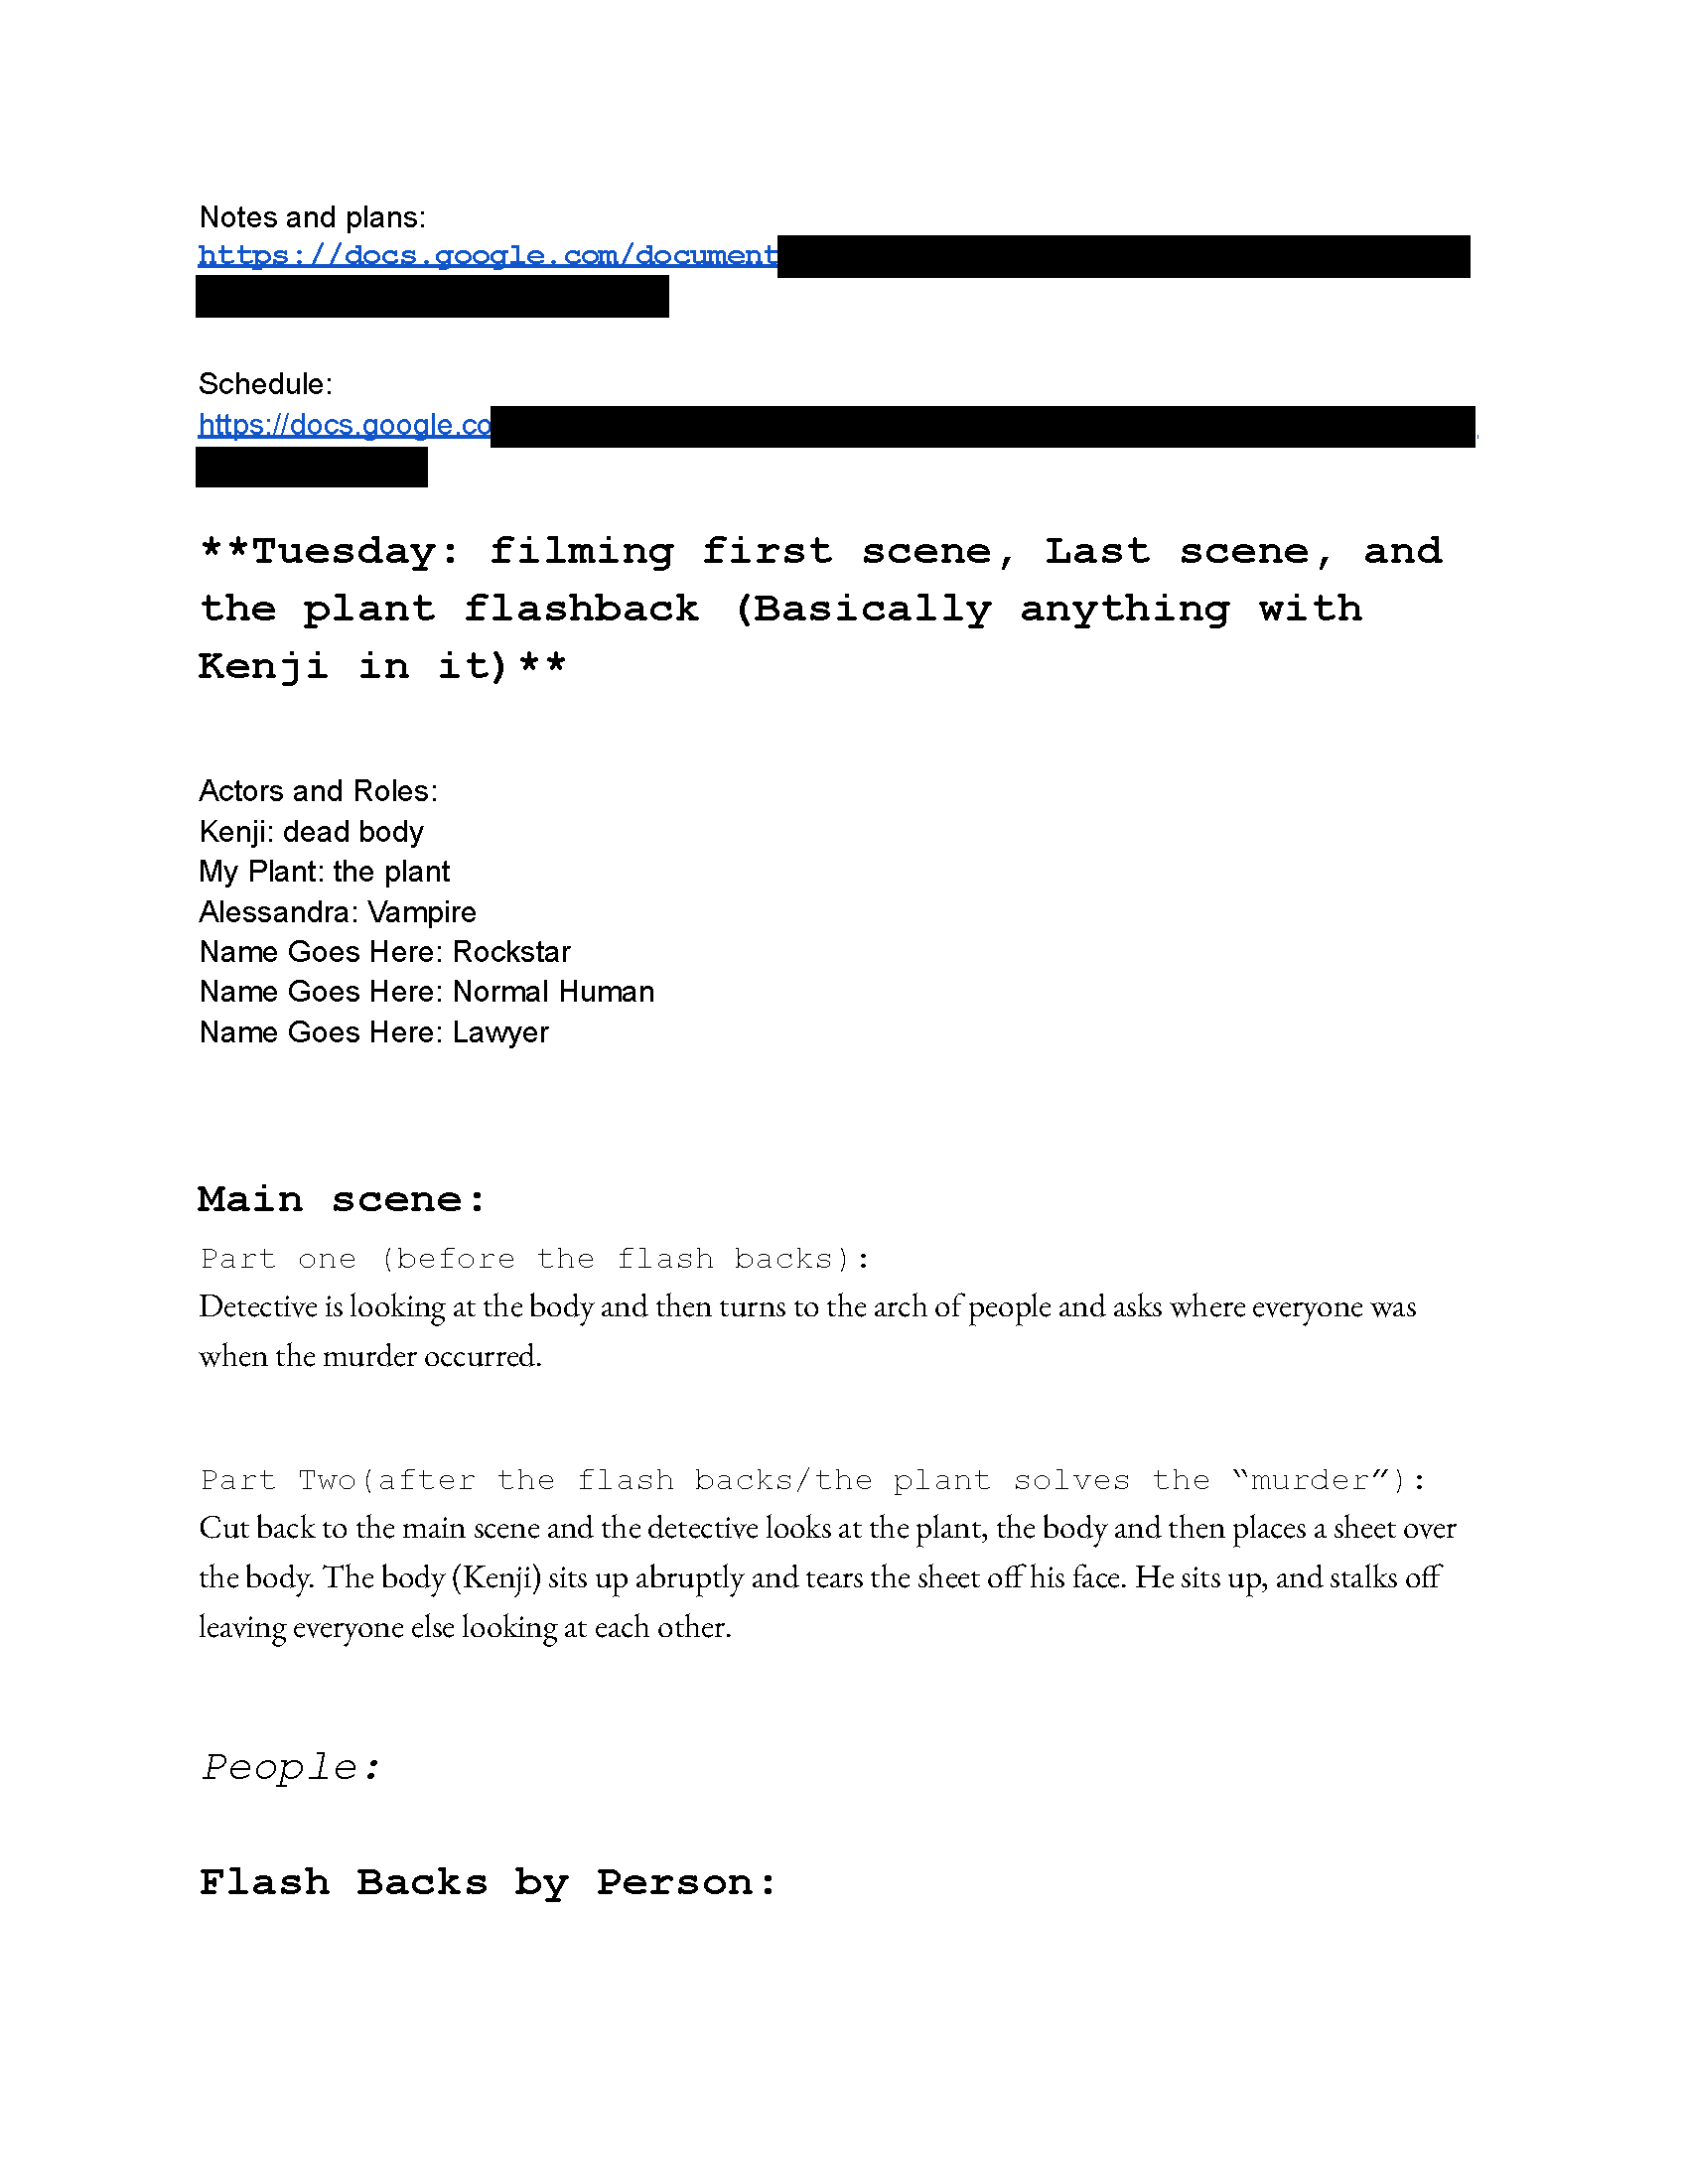 Notes and plans:
https://docs.google.com/document
Schedule:
https://docs.google.co
**Tuesday: filming first scene, Last scene, and
the plant flashback (Basically anything with
Kenji in it)**
Actors and Roles:
Kenji: dead body
My Plant: the plant
Alessandra: Vampire
Name Goes Here: Rockstar
Name Goes Here: Normal Human
Name Goes Here: Lawyer
Main scene:
Part one (before the flash backs):
Detective is looking at the body and then turns to the arch of people and asks where everyone was
when the murder occurred.
Part Two(after the flash backs/the plant solves the “murder”):
Cut back to the main scene and the detective looks at the plant, the body and then places a sheet over
the body. The body (Kenji) sits up abruptly and tears the sheet off his face. He sits up, and stalks off
leaving everyone else looking at each other.
People:
Flash Backs by Person: